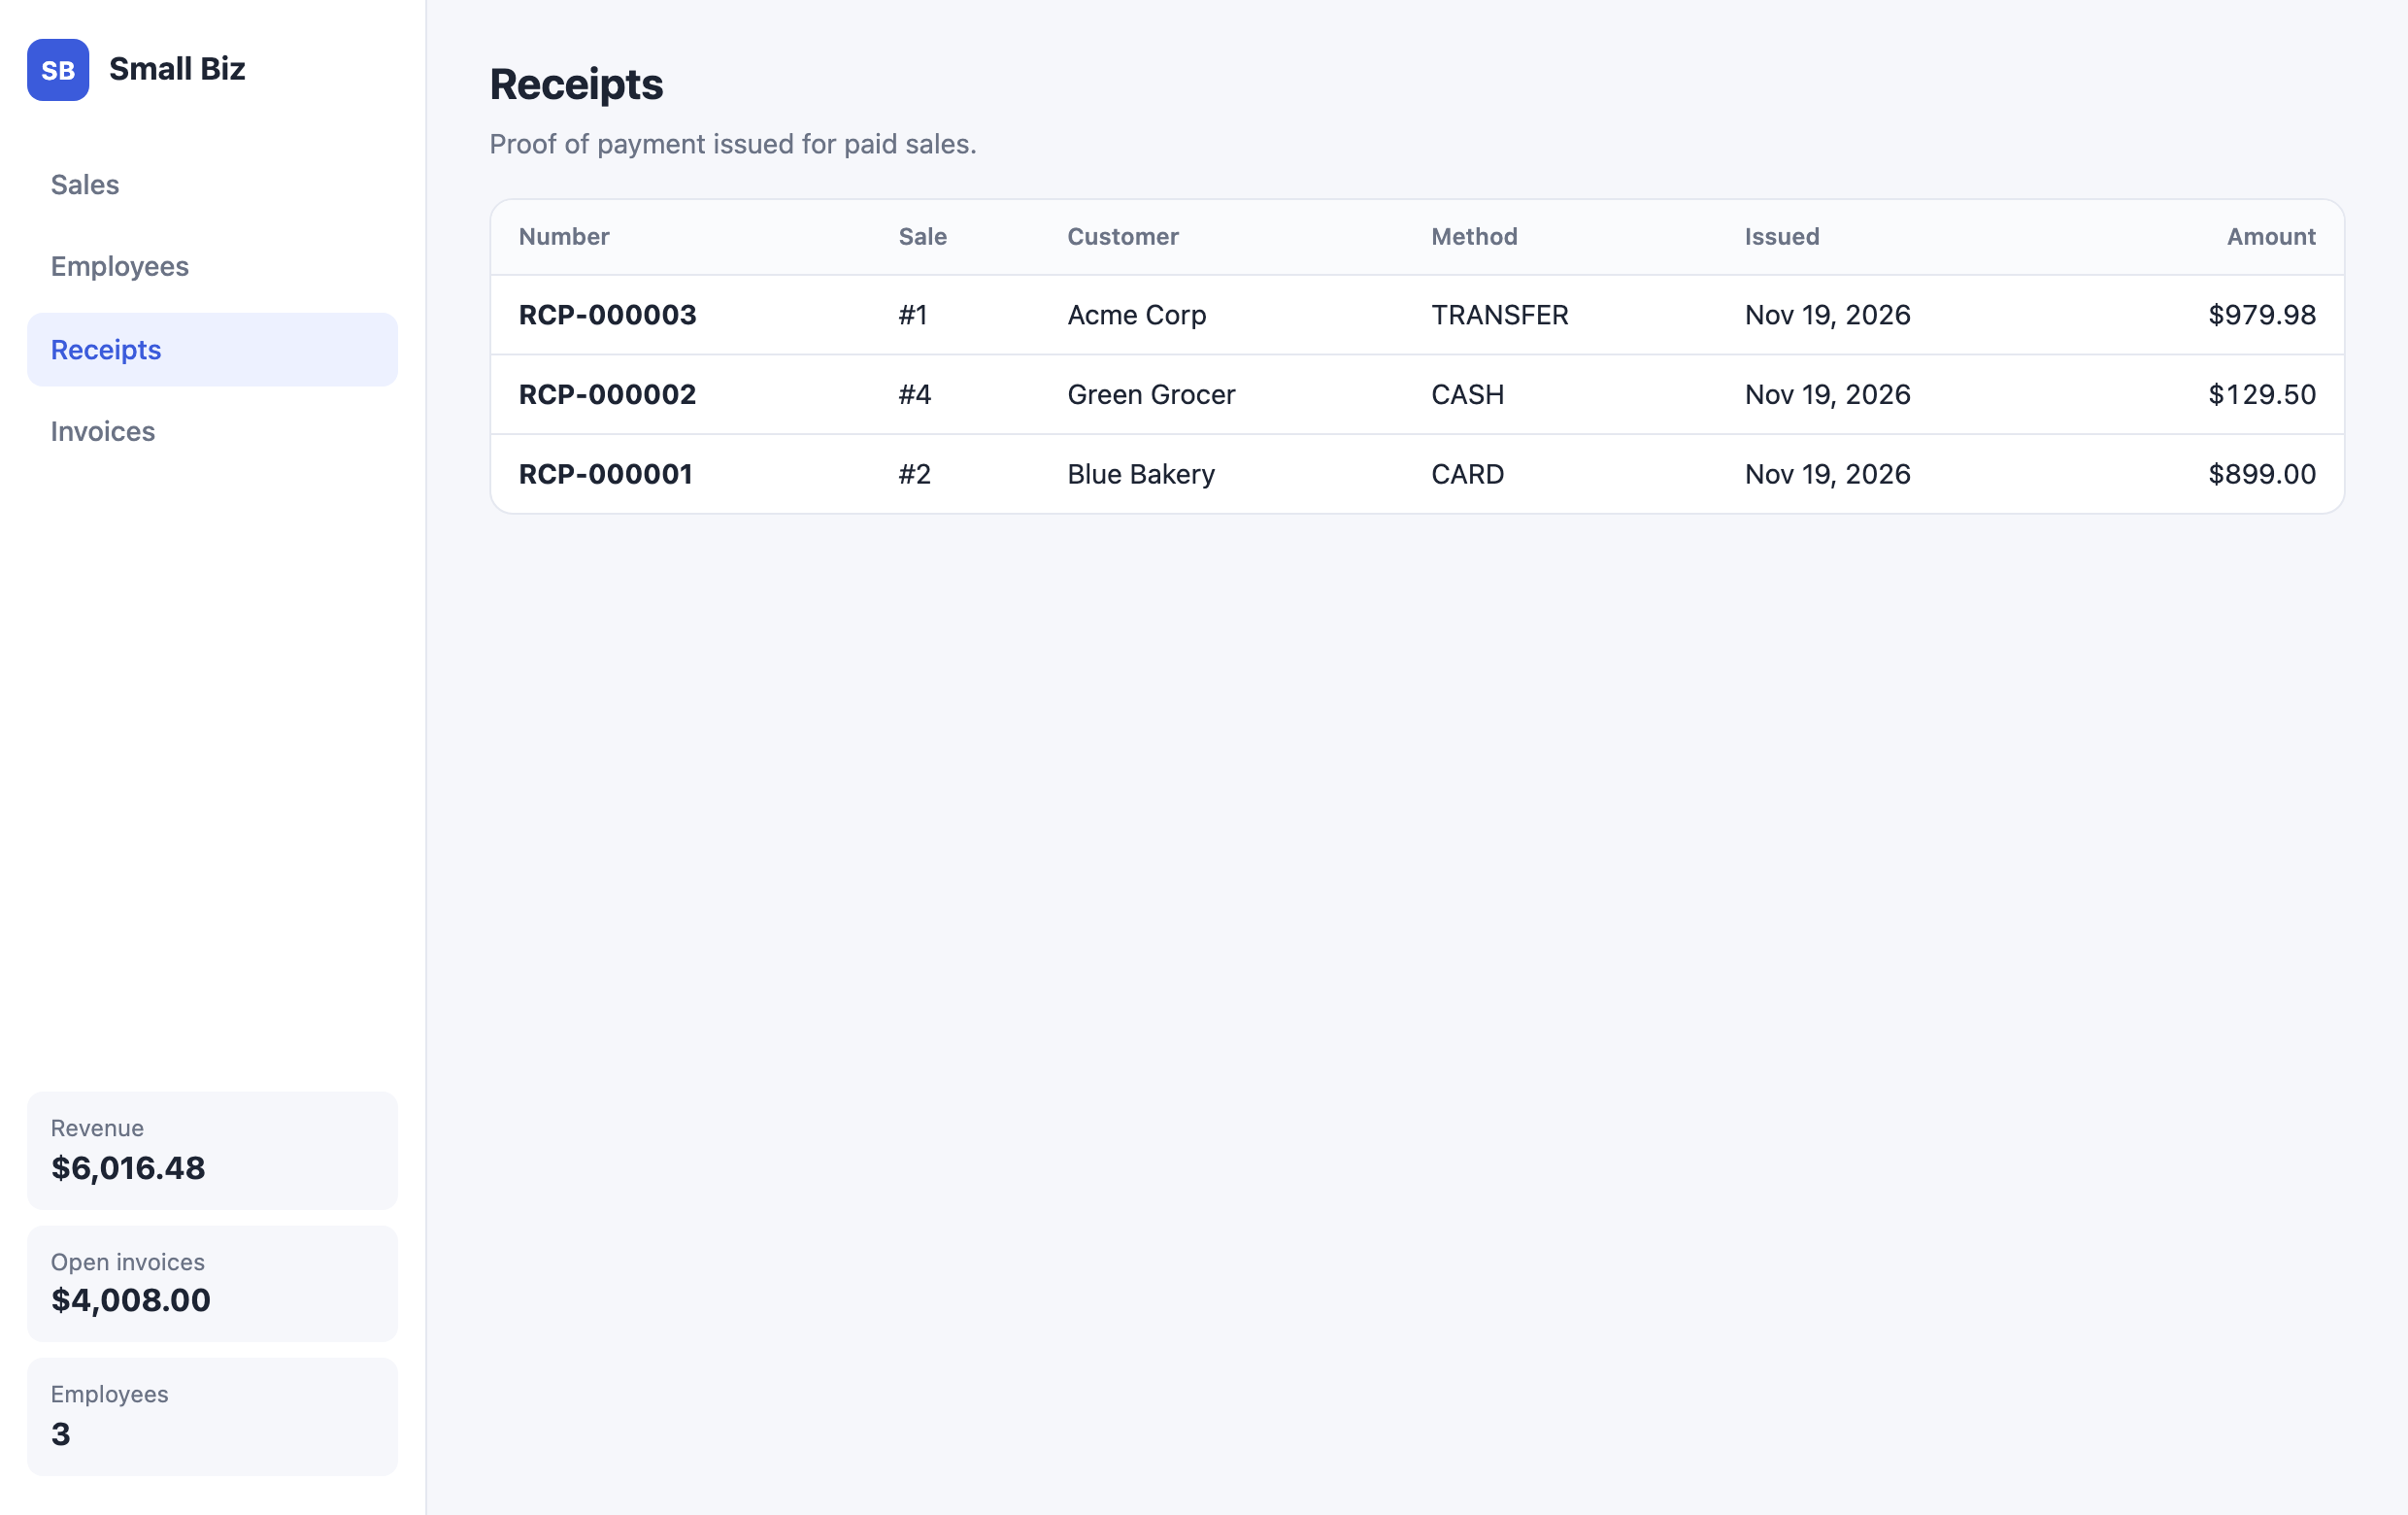 SB Small Biz
Sales
Employees
Receipts
Invoices
Revenue
$6,016.48
Open invoices
$4,008.00
Employees
3
Receipts
Proof of payment issued for paid sales.
Number Sale Customer Method Issued Amount
RCP-000003 #1 Acme Corp TRANSFER Nov 19, 2026 $979.98
RCP-000002 #4 Green Grocer CASH Nov 19, 2026 $129.50
RCP-000001 #2 Blue Bakery CARD Nov 19, 2026 $899.00